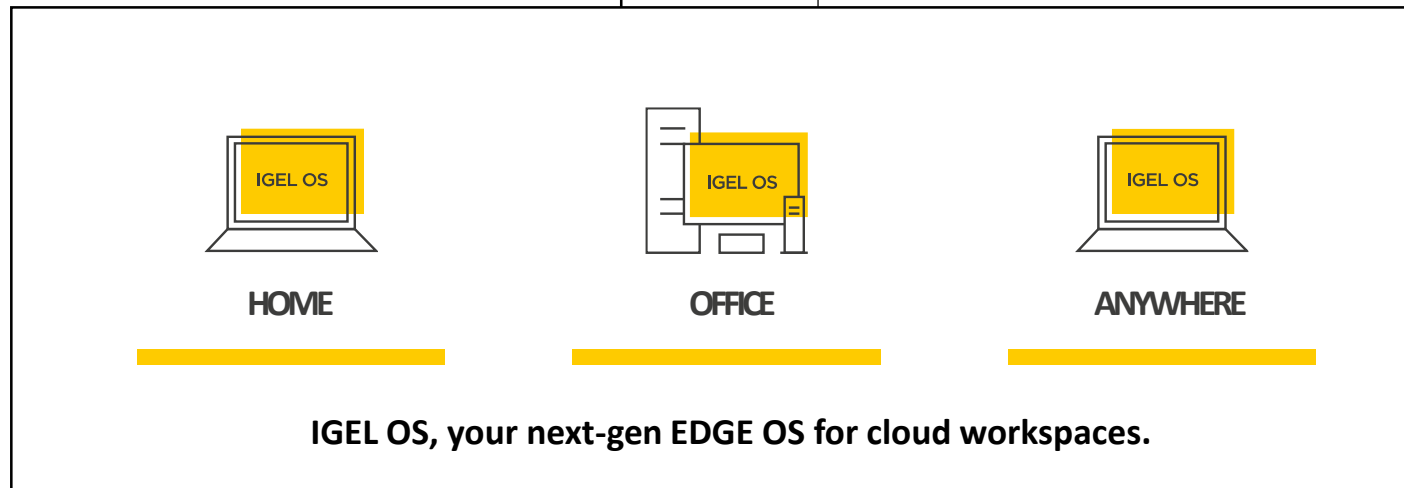 IGEL OS
IGEL OS
IGEL OS
HOME
OFFICE
ANYWHERE
IGEL OS, your next-gen EDGE OS for cloud workspaces.